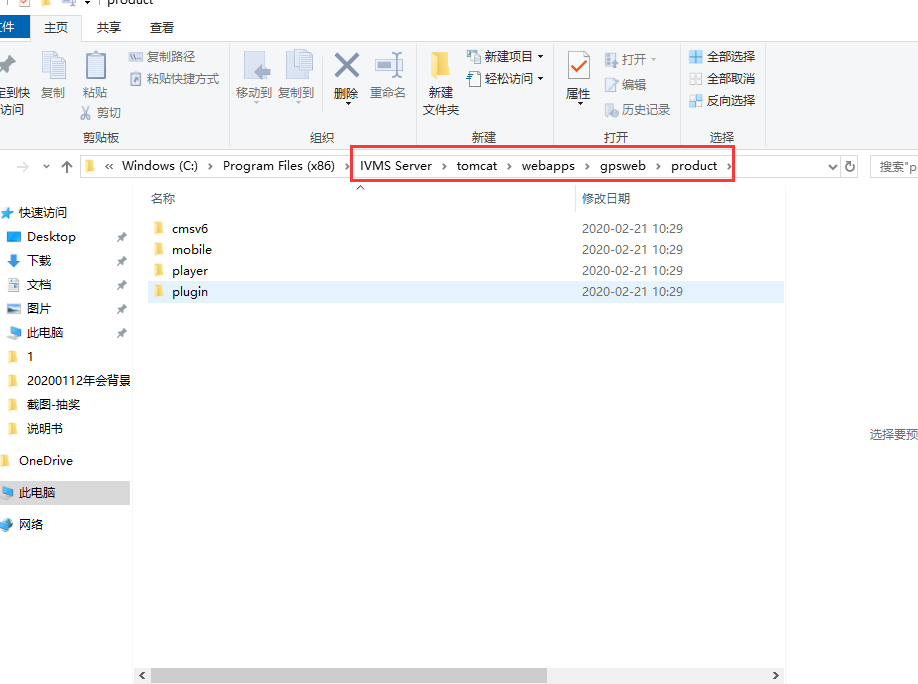 product
文件 主页 共享 查看
复制 粘贴 复制路径 粘贴快捷方式 剪切
定到快
访问
剪贴板
移动到 复制到 删除 重命名
组织
新建
文件夹
新建项目
轻松访问
新建
属性
打开
编辑
历史记录
打开
全部选择
全部取消
反向选择
选择
« Windows (C:) › Program Files (x86) › IVMS Server › tomcat › webapps › gpsweb › product ›
搜索"p
名称 修改日期
cmsv6 2020-02-21 10:29
mobile 2020-02-21 10:29
player 2020-02-21 10:29
plugin 2020-02-21 10:29
快速访问
Desktop
下载
文档
图片
此电脑
1
20200112年会背景
截图-抽奖
说明书
OneDrive
此电脑
网络
选择要预